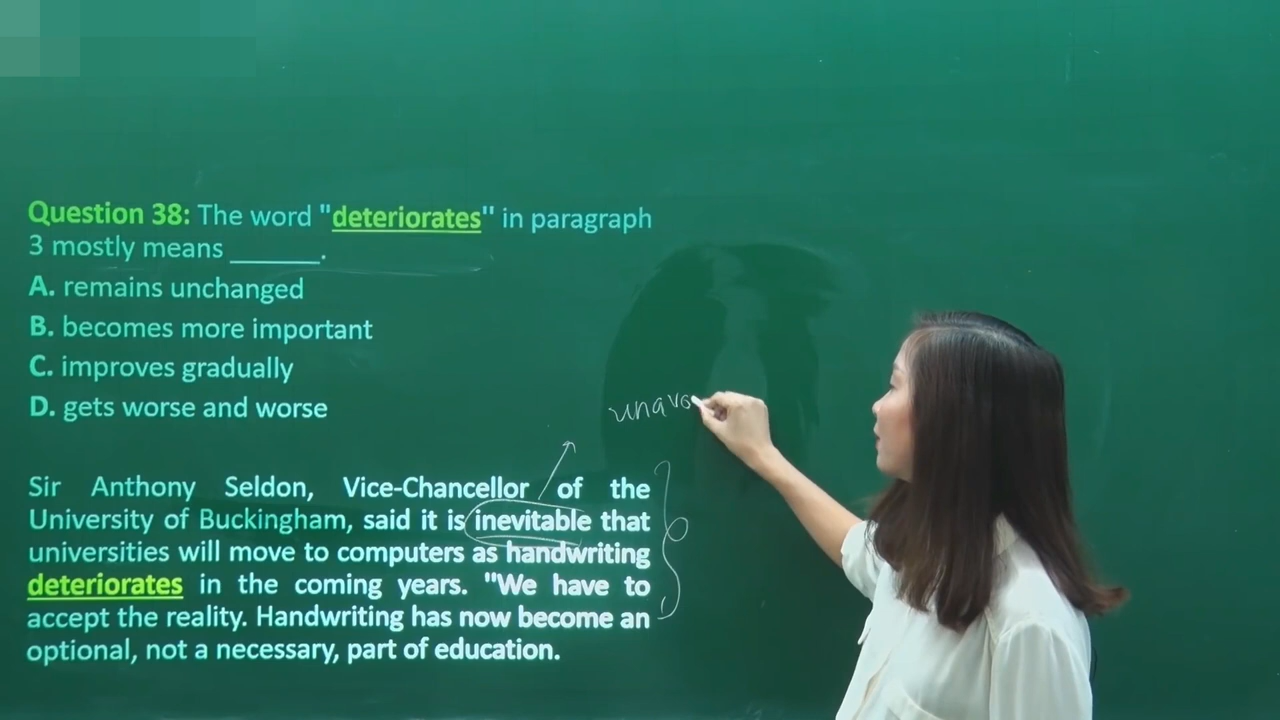 Question 38: The word "deteriorates" in paragraph
3 mostly means ______.
A. remains unchanged
B. becomes more important
C. improves gradually
D. gets worse and worse
unavo
Sir Anthony Seldon, Vice-Chancellor of the
University of Buckingham, said it is inevitable that
universities will move to computers as handwriting
deteriorates in the coming years. "We have to
accept the reality. Handwriting has now become an
optional, not a necessary, part of education.